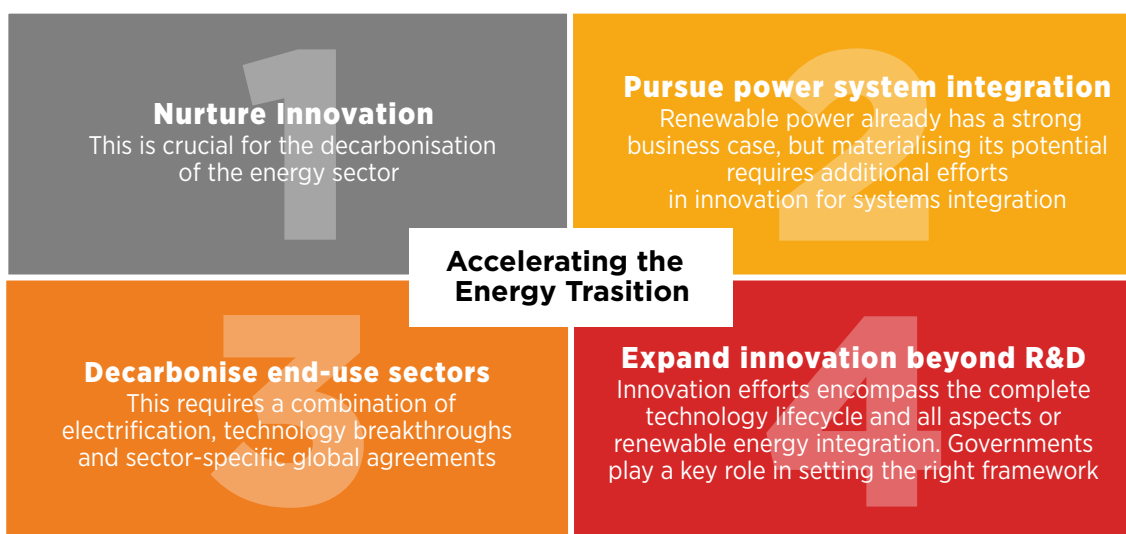 1
Nurture Innovation
This is crucial for the decarbonisation
of the energy sector
2
Pursue power system integration
Renewable power already has a strong
business case, but materialising its potential
requires additional efforts
in innovation for systems integration
Accelerating the
Energy Trasition
3
Decarbonise end-use sectors
This requires a combination of
electrification, technology breakthroughs
and sector-specific global agreements
4
Expand innovation beyond R&D
Innovation efforts encompass the complete
technology lifecycle and all aspects or
renewable energy integration. Governments
play a key role in setting the right framework